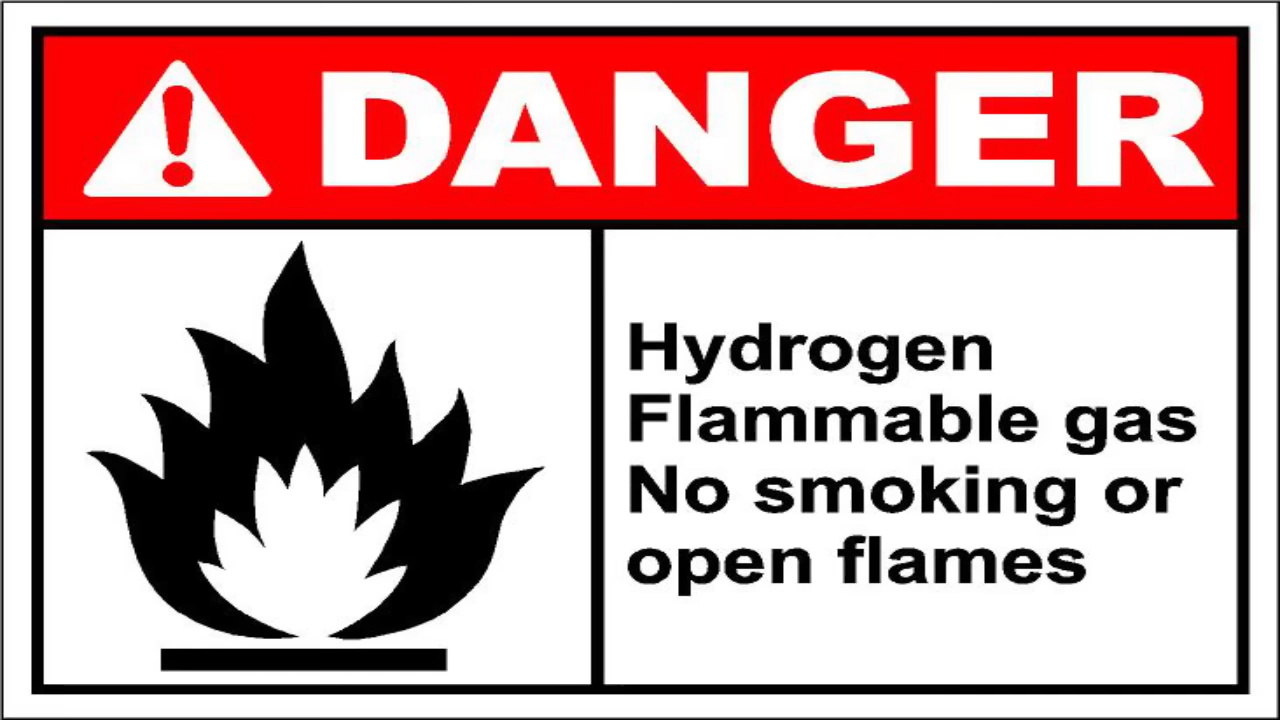 DANGER
Hydrogen
Flammable gas
No smoking or
open flames